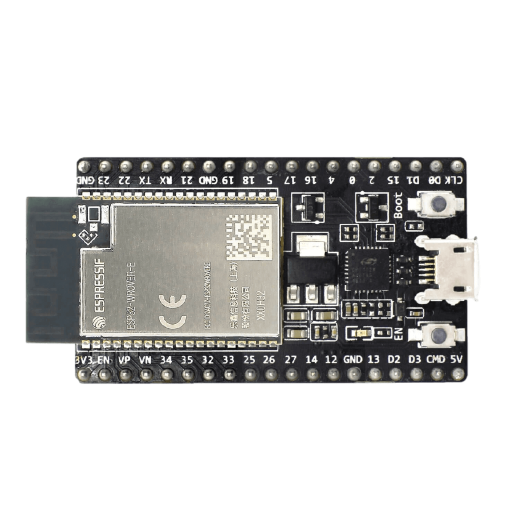 GND 23 22 TX RX 21 GND 19 18 5 17 16 4 0 2 15 D1 D0 CLK
Boot
ESPRESSIF
CE
EN
3V3 EN VP VN 34 35 32 33 25 26 27 14 12 GND 13 D2 D3 CMD 5V